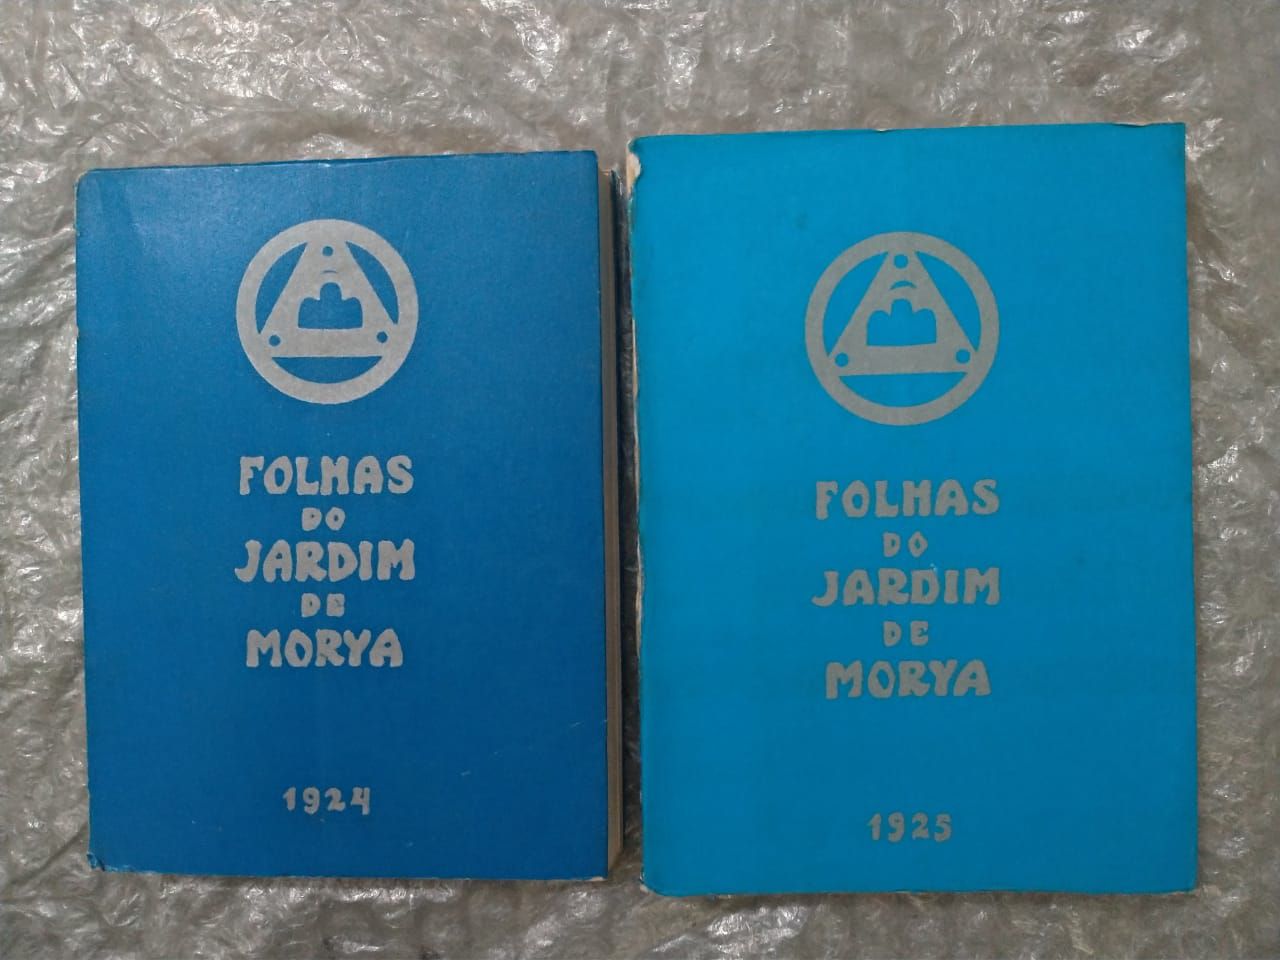 FOLHAS
DO
JARDIM
DE
MORYA
1924
FOLHAS
DO
JARDIM
DE
MORYA
1925